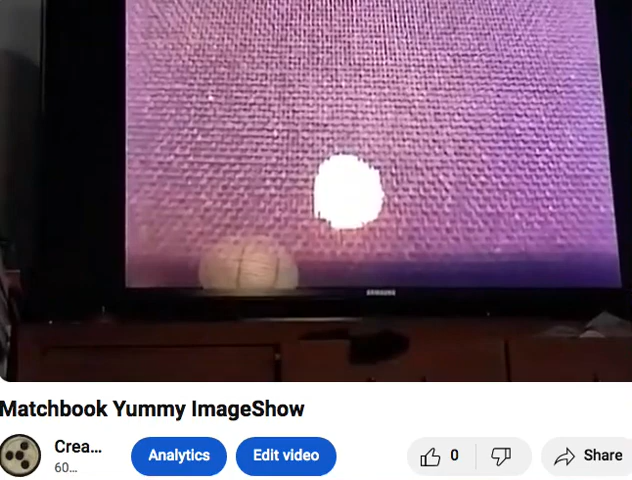 SAMSUNG
Matchbook Yummy ImageShow
Crea...
60...
Analytics
Edit video
0
Share